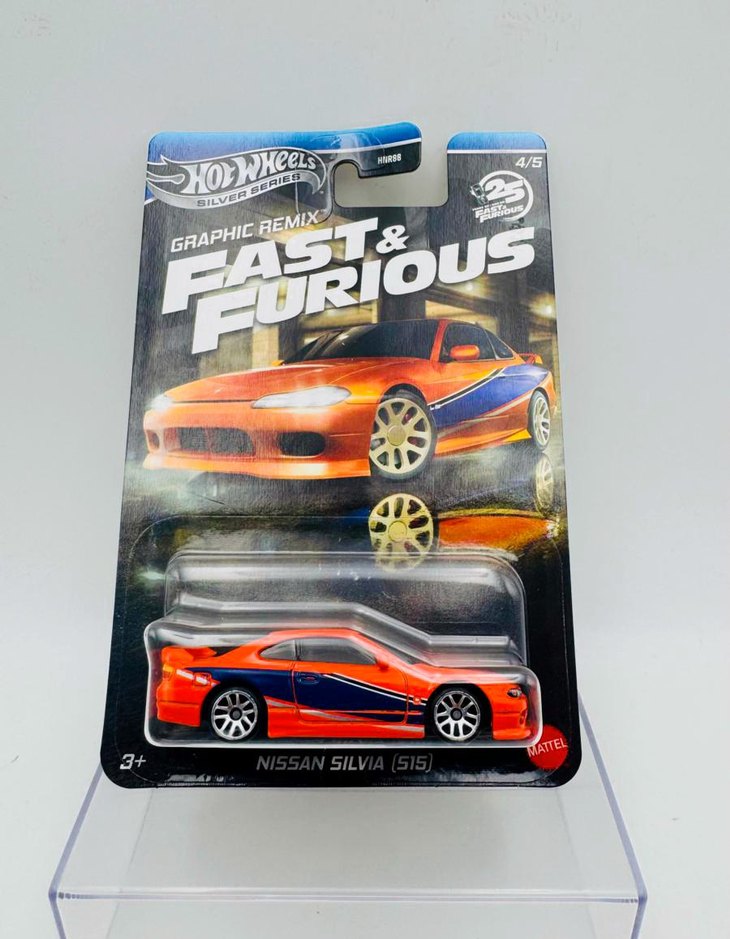 HOT WHEELS
SILVER SERIES
HNR88
4/5
25
FAST & FURIOUS
GRAPHIC REMIX
FAST &
FURIOUS
3+
NISSAN SILVIA (S15)
MATTEL